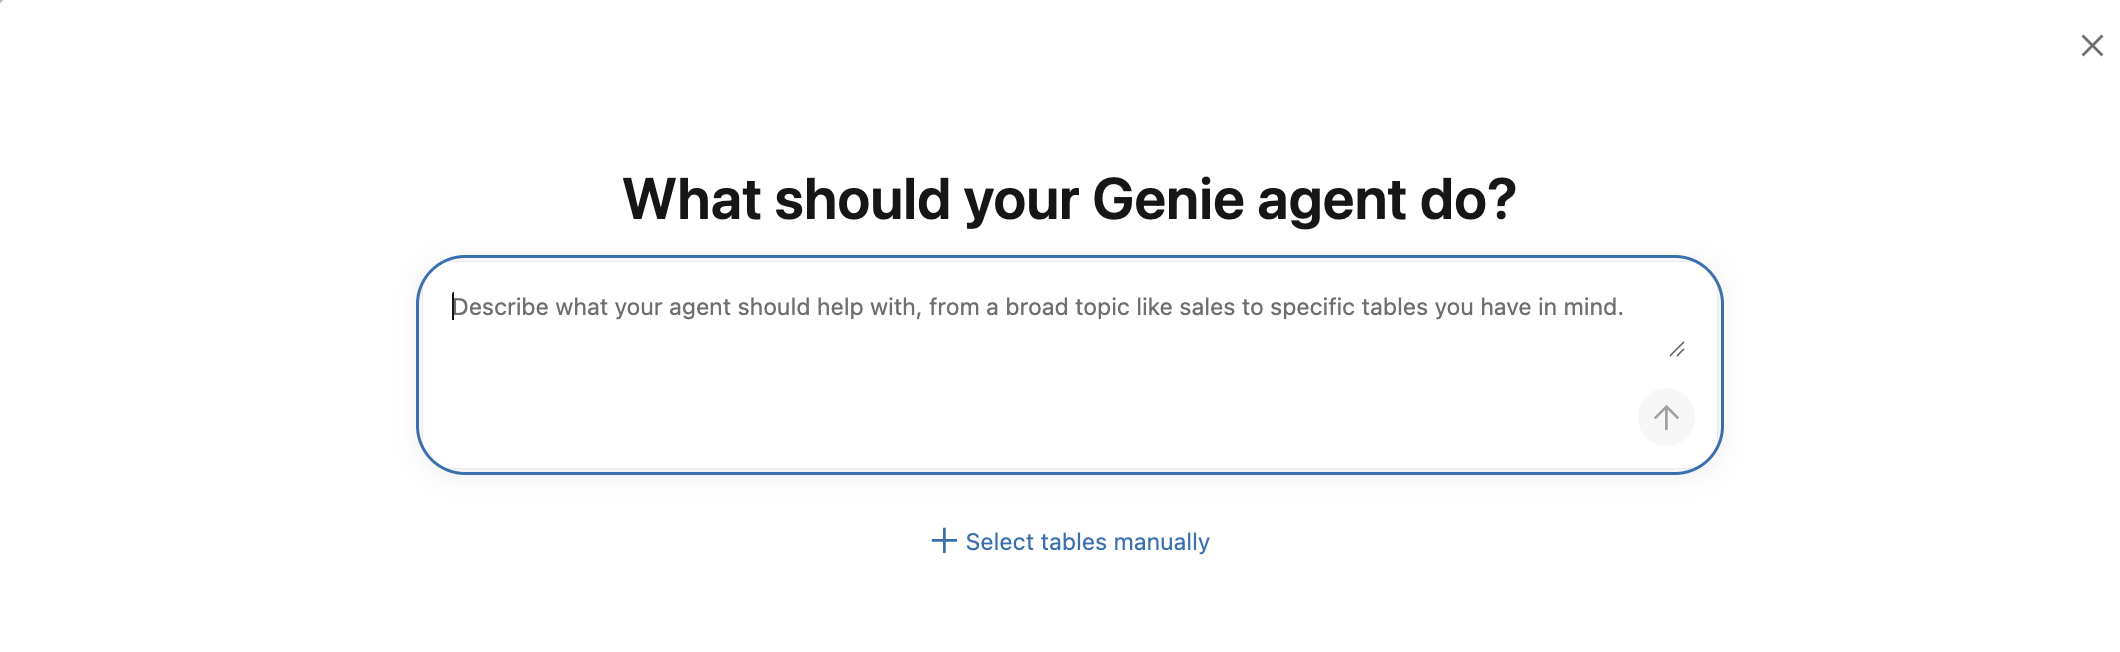 What should your Genie agent do?
Describe what your agent should help with, from a broad topic like sales to specific tables you have in mind.
Select tables manually